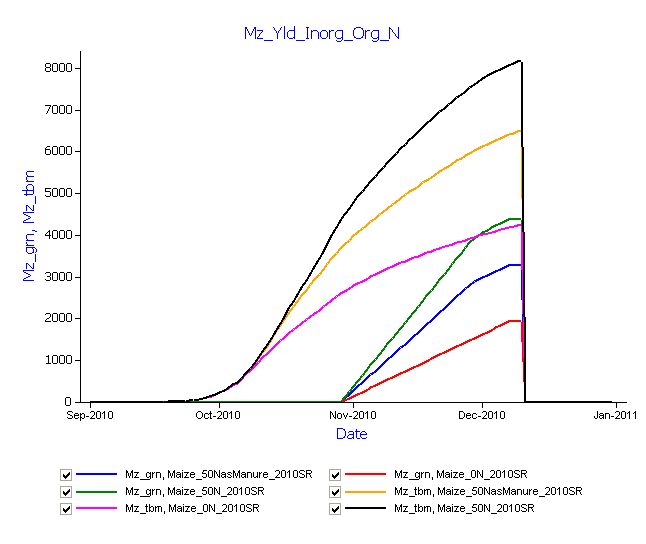 Mz_Yld_Inorg_Org_N
Mz_grn, Mz_tbm
8000
7000
6000
5000
4000
3000
2000
1000
0
Sep-2010 Oct-2010 Nov-2010 Dec-2010 Jan-2011
Date
Mz_grn, Maize_50NasManure_2010SR Mz_grn, Maize_0N_2010SR
Mz_grn, Maize_50N_2010SR Mz_tbm, Maize_50NasManure_2010SR
Mz_tbm, Maize_0N_2010SR Mz_tbm, Maize_50N_2010SR